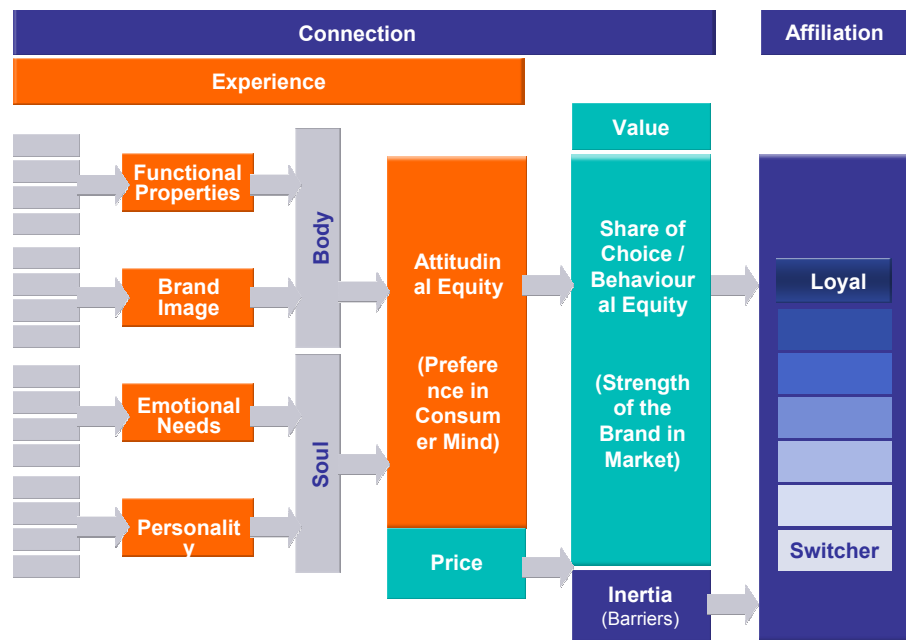 Connection
Affiliation
Experience
Value
Functional
Properties
Brand
Image
Emotional
Needs
Personalit
y
Body
Soul
Attitudin
al Equity
(Prefere
nce in
Consum
er Mind)
Price
Share of
Choice /
Behaviour
al Equity
(Strength
of the
Brand in
Market)
Inertia
(Barriers)
Loyal
Switcher